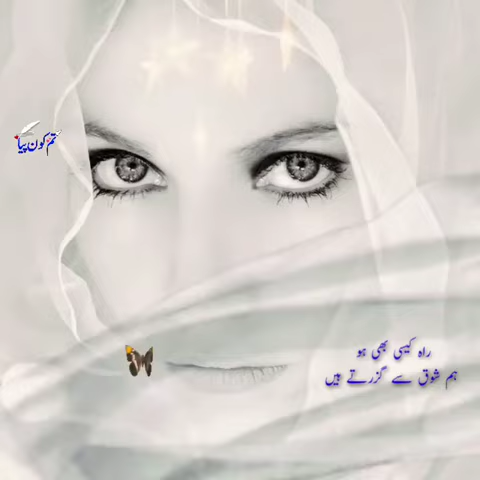 تم کون پیا
راہ کیسی بھی ہو
ہم شوق سے گزرتے ہیں